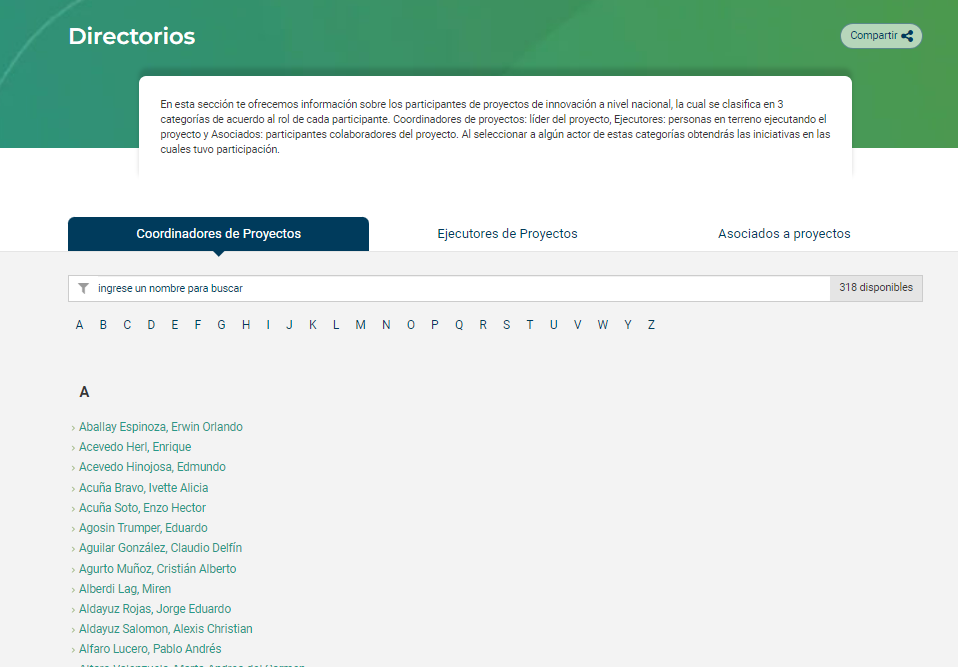 Directorios
Compartir
En esta sección te ofrecemos información sobre los participantes de proyectos de innovación a nivel nacional, la cual se clasifica en 3
categorías de acuerdo al rol de cada participante. Coordinadores de proyectos: líder del proyecto, Ejecutores: personas en terreno ejecutando el
proyecto y Asociados: participantes colaboradores del proyecto. Al seleccionar a algún actor de estas categorías obtendrás las iniciativas en las
cuales tuvo participación.
Coordinadores de Proyectos
Ejecutores de Proyectos
Asociados a proyectos
ingrese un nombre para buscar
318 disponibles
A B C D E F G H I J K L M N O P Q R S T U V W Y Z
A
› Aballay Espinoza, Erwin Orlando
› Acevedo Herl, Enrique
› Acevedo Hinojosa, Edmundo
› Acuña Bravo, Ivette Alicia
› Acuña Soto, Enzo Hector
› Agosin Trumper, Eduardo
› Aguilar González, Claudio Delfín
› Agurto Muñoz, Cristián Alberto
› Alberdi Lag, Miren
› Aldayuz Rojas, Jorge Eduardo
› Aldayuz Salomon, Alexis Christian
› Alfaro Lucero, Pablo Andrés